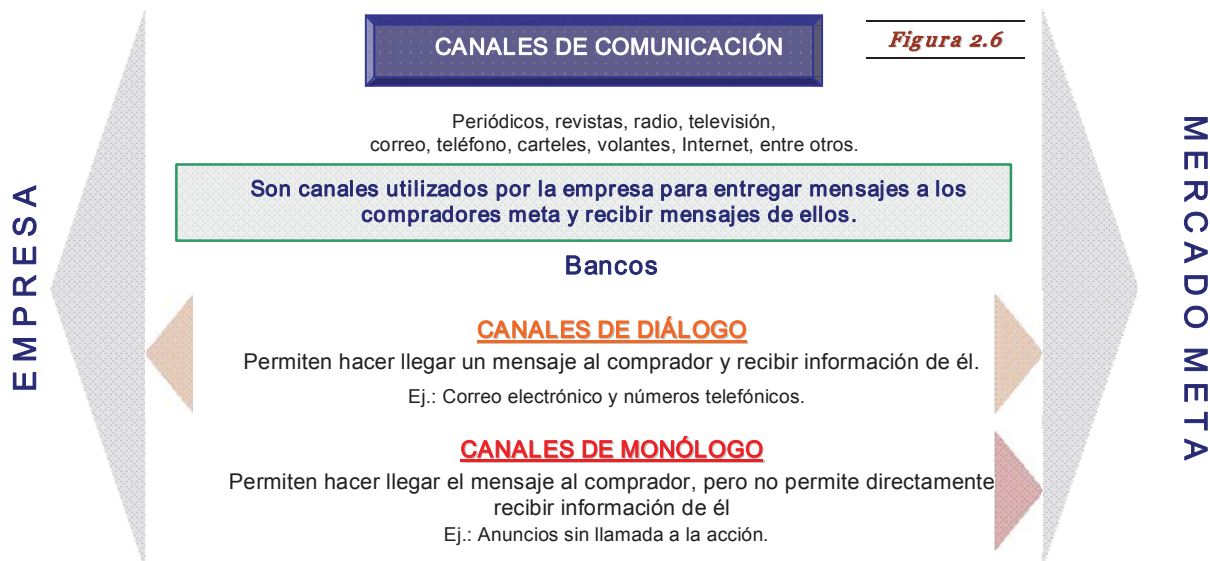 CANALES DE COMUNICACIÓN
Figura 2.6
Periódicos, revistas, radio, televisión,
correo, teléfono, carteles, volantes, Internet, entre otros.
Son canales utilizados por la empresa para entregar mensajes a los
compradores meta y recibir mensajes de ellos.
Bancos
EMPRESA
MERCADO META
CANALES DE DIÁLOGO
Permiten hacer llegar un mensaje al comprador y recibir información de él.
Ej.: Correo electrónico y números telefónicos.
CANALES DE MONÓLOGO
Permiten hacer llegar el mensaje al comprador, pero no permite directamente
recibir información de él
Ej.: Anuncios sin llamada a la acción.